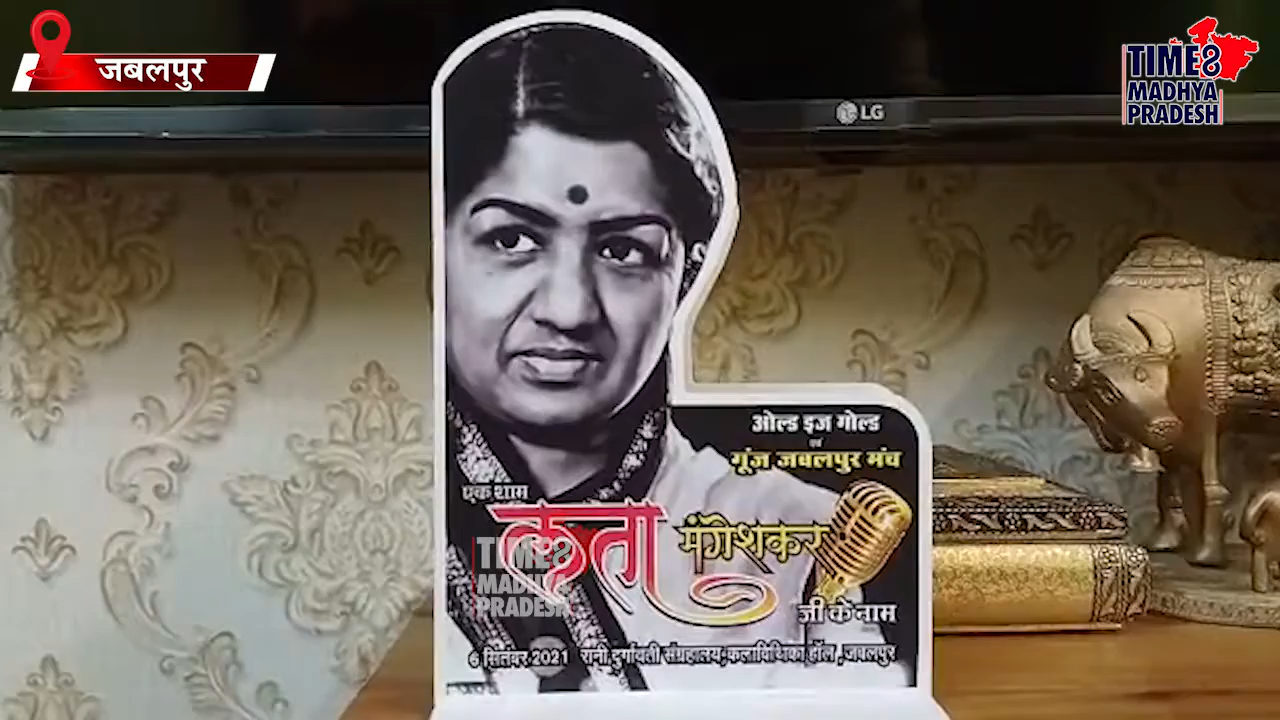 जबलपुर
TIMES
MADHYA
PRADESH
LG
ओल्ड इज गोल्ड
एवं
गूंज जबलपुर मंच
एक शाम
लता मंगेशकर
जी के नाम
TIMES
MADHYA
PRADESH
6 सितंबर 2021 रानी दुर्गावती संग्रहालय, कलाविथिका हॉल, जबलपुर